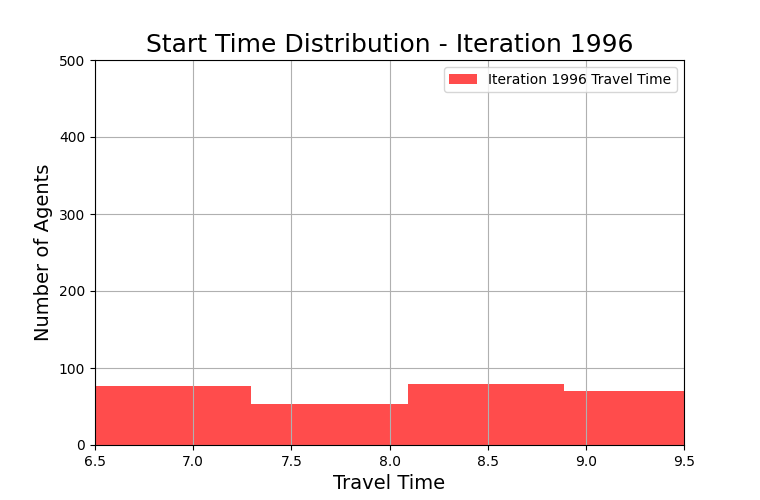 Start Time Distribution - Iteration 1996
Iteration 1996 Travel Time
Number of Agents
500
400
300
200
100
0
6.5 7.0 7.5 8.0 8.5 9.0 9.5
Travel Time